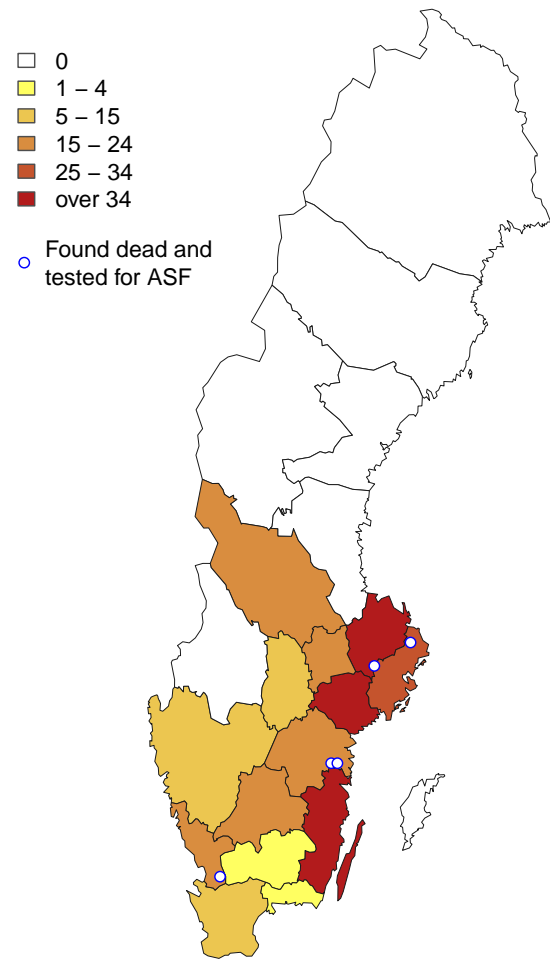 0
1 – 4
5 – 15
15 – 24
25 – 34
over 34
Found dead and
tested for ASF